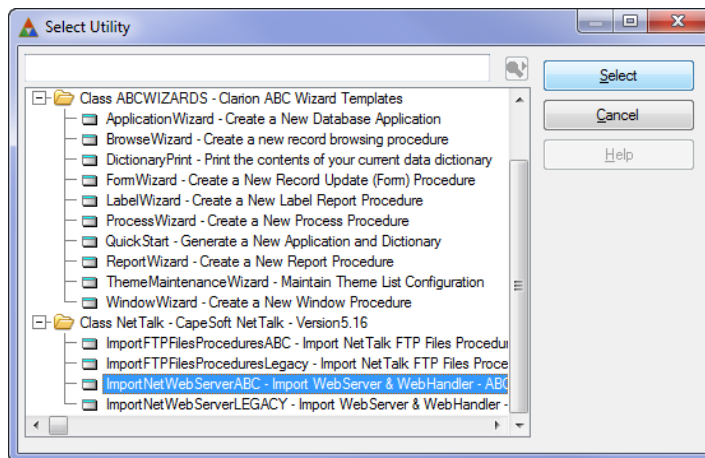 Select Utility
Select
Cancel
Help
Class ABCWIZARDS - Clarion ABC Wizard Templates
ApplicationWizard - Create a New Database Application
BrowseWizard - Create a new record browsing procedure
DictionaryPrint - Print the contents of your current data dictionary
FormWizard - Create a New Record Update (Form) Procedure
LabelWizard - Create a New Label Report Procedure
ProcessWizard - Create a New Process Procedure
QuickStart - Generate a New Application and Dictionary
ReportWizard - Create a New Report Procedure
ThemeMaintenanceWizard - Maintain Theme List Configuration
WindowWizard - Create a New Window Procedure
Class NetTalk - CapeSoft NetTalk - Version5.16
ImportFTPFilesProceduresABC - Import NetTalk FTP Files Procedu
ImportFTPFilesProceduresLegacy - Import NetTalk FTP Files Proce
ImportNetWebServerABC - Import WebServer & WebHandler - ABC
ImportNetWebServerLEGACY - Import WebServer & WebHandler -